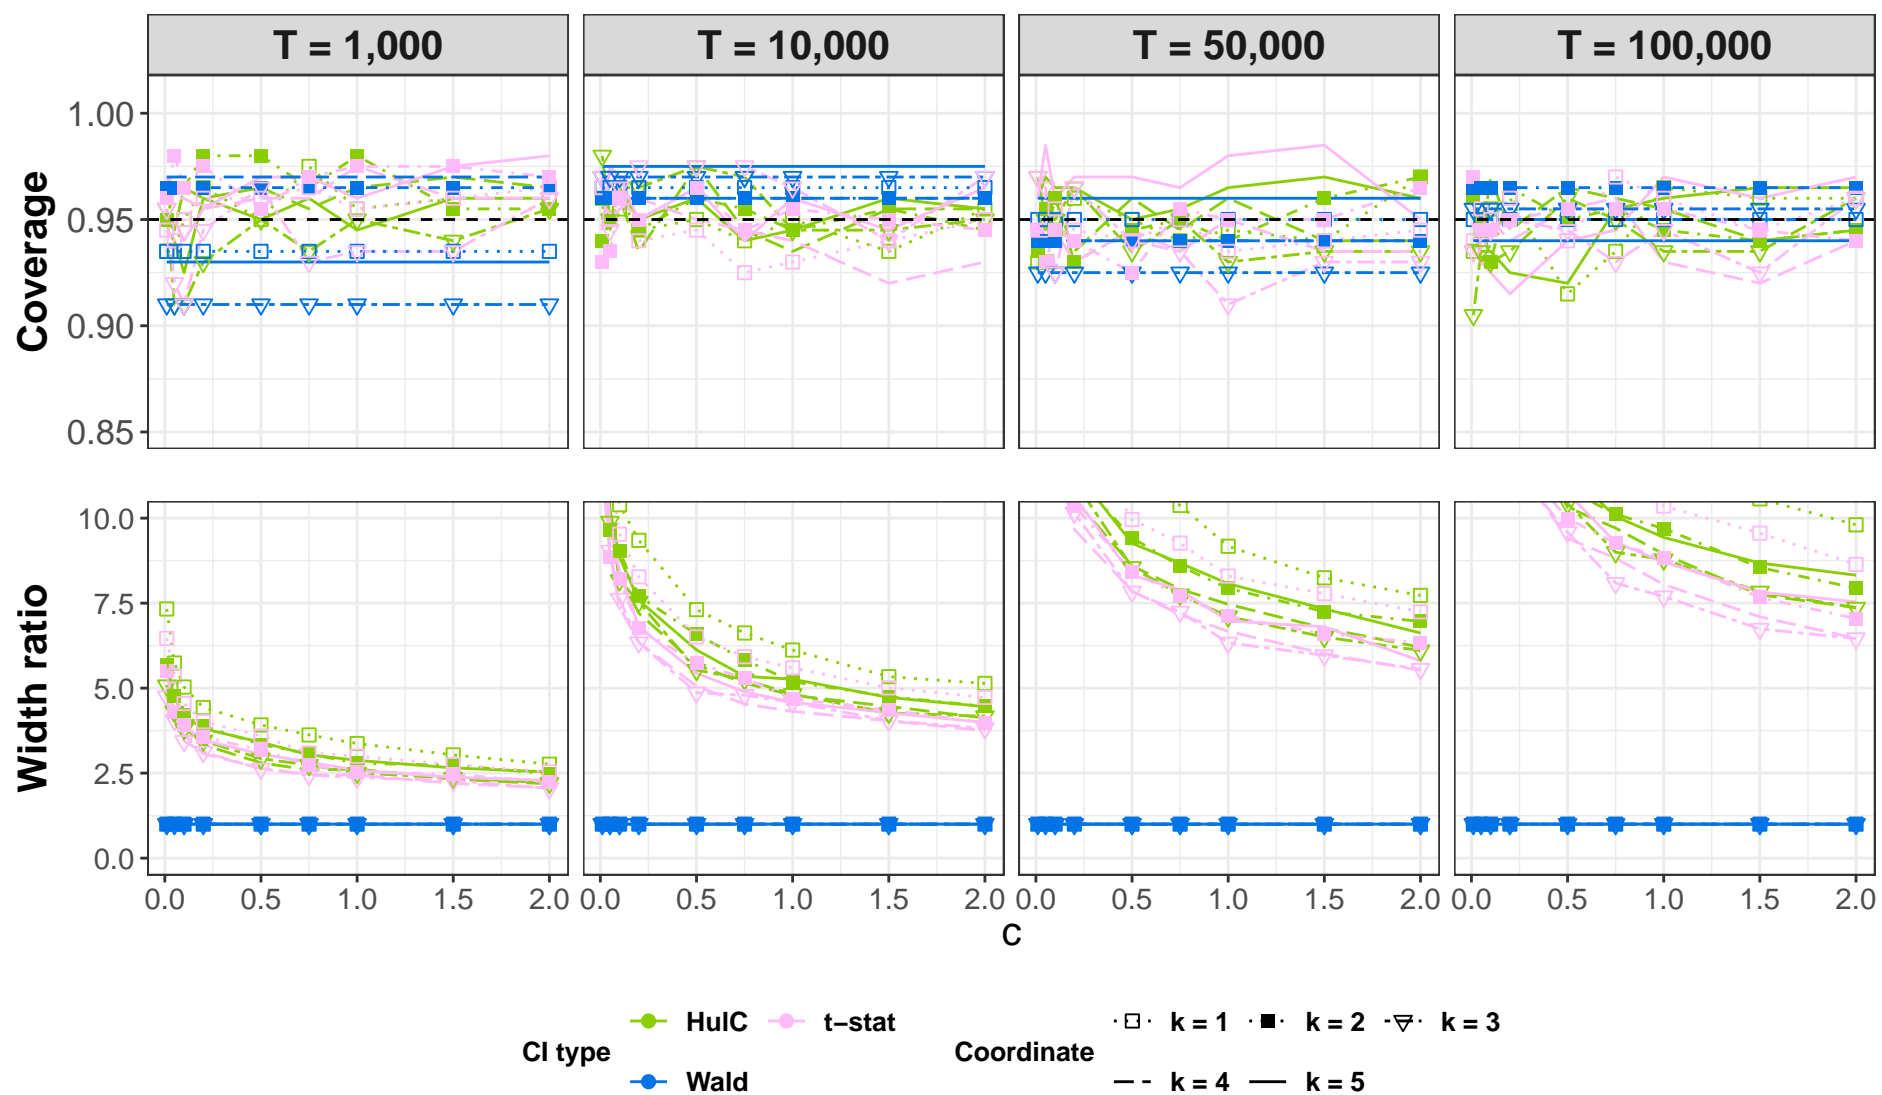 T = 1,000 T = 10,000 T = 50,000 T = 100,000
Coverage
1.00
0.95
0.90
0.85
Width ratio
10.0
7.5
5.0
2.5
0.0
0.0 0.5 1.0 1.5 2.0 0.0 0.5 1.0 1.5 2.0 0.0 0.5 1.0 1.5 2.0 0.0 0.5 1.0 1.5 2.0
c
CI type
HulC t−stat
Wald
Coordinate
k = 1 k = 2 k = 3
k = 4 k = 5